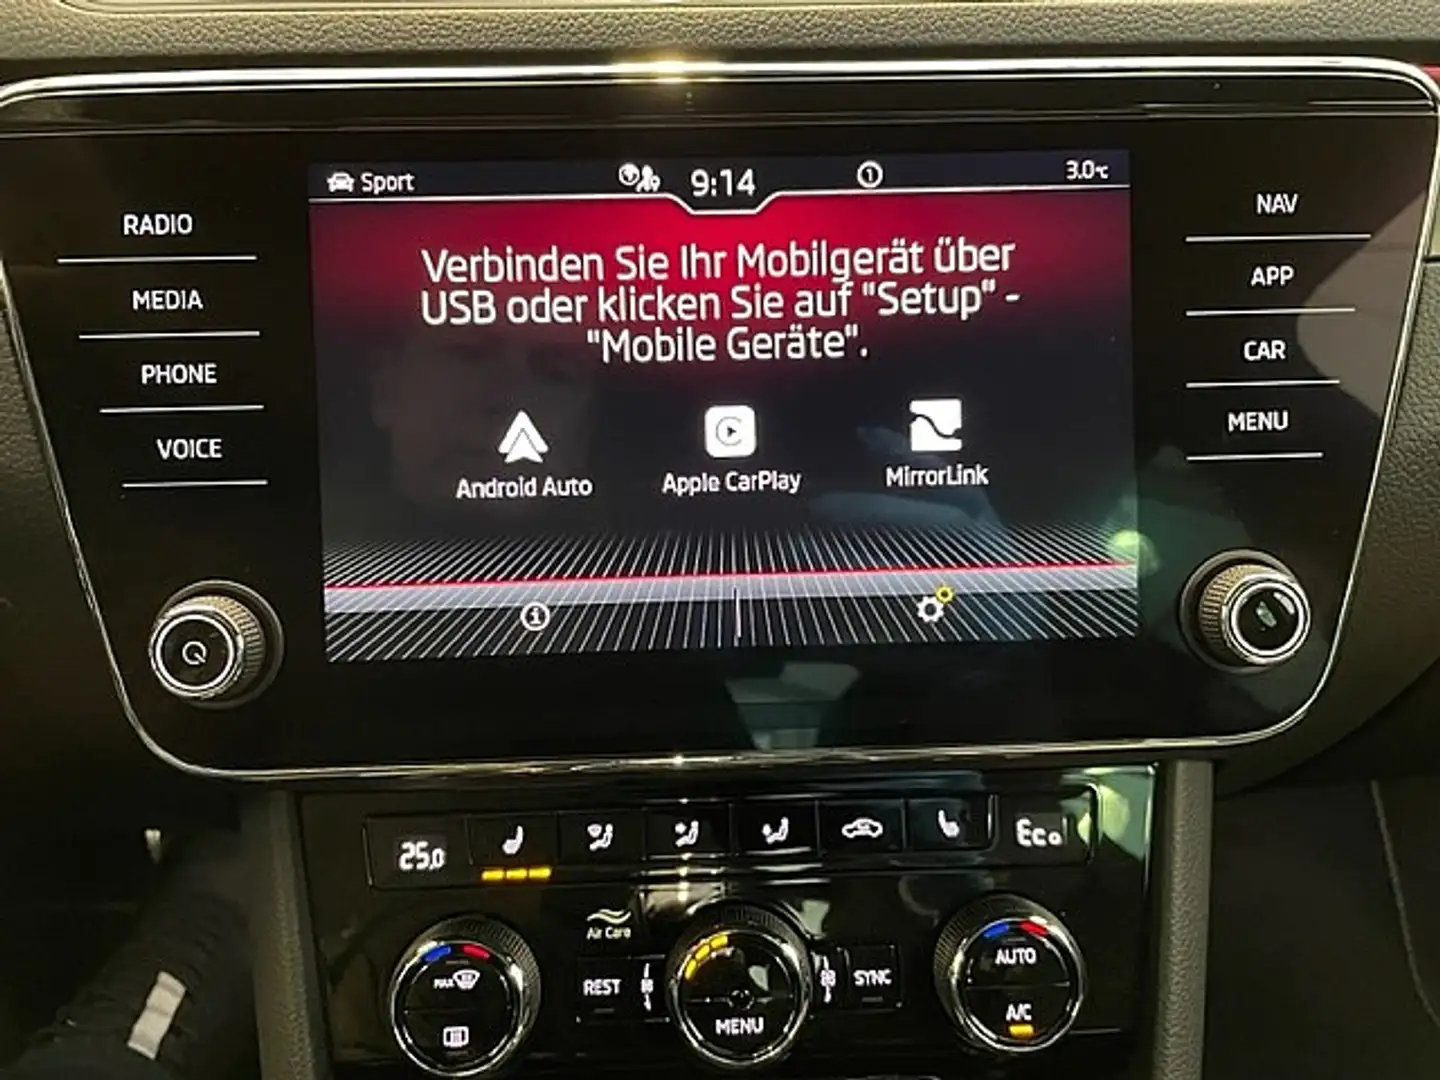 Sport 9:14 1 3.0°C
RADIO
MEDIA
PHONE
VOICE
Verbinden Sie Ihr Mobilgerät über
USB oder klicken Sie auf "Setup" -
"Mobile Geräte".
Android Auto
Apple CarPlay
MirrorLink
NAV
APP
CAR
MENU
25.0
Eco
Air Care
MAX
REST
MENU
SYNC
AUTO
A/C